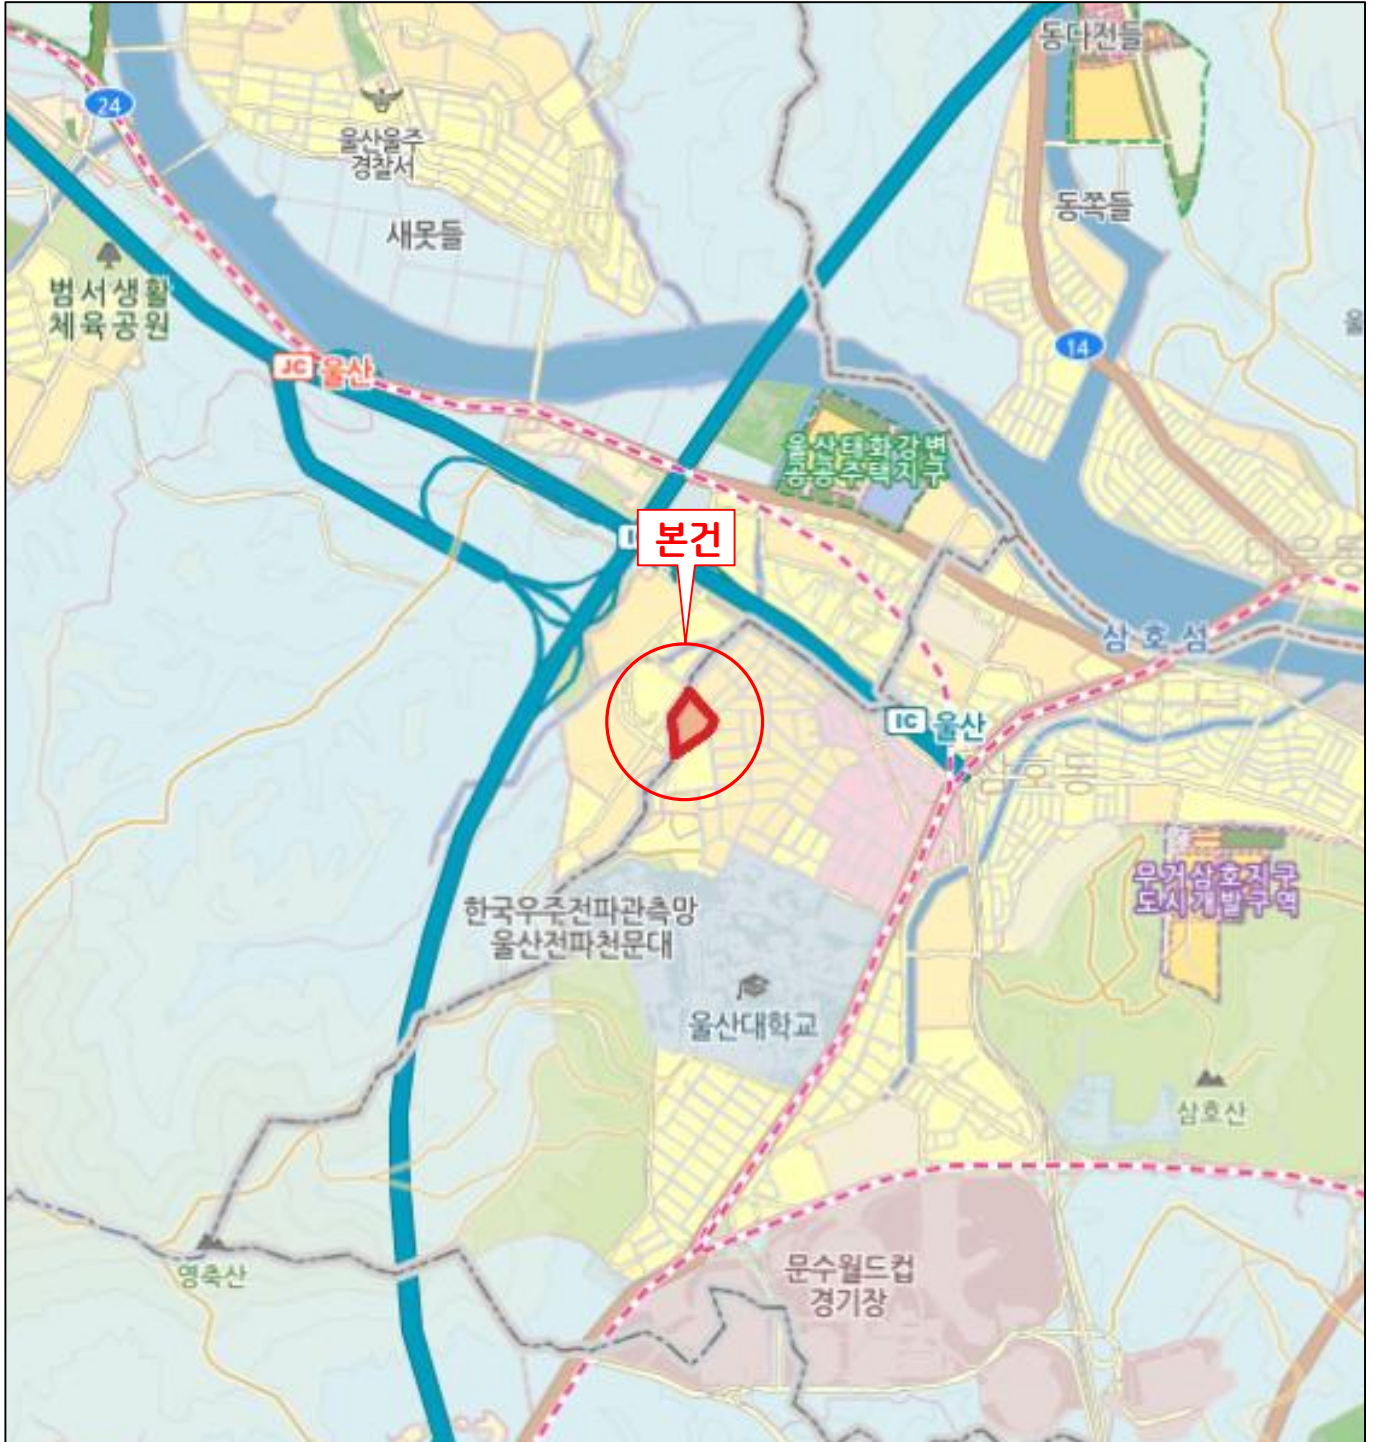 동다전들
24
울산울주
경찰서
동쪽들
새못들
범서생활
체육공원
14
울
JC 울산
울산태화강변
공공주택지구
본건
삼호섬
IC 울산
삼호동
무거삼호지구
도시개발구역
한국우주전파관측망
울산전파천문대
울산대학교
삼호산
영축산
문수월드컵
경기장